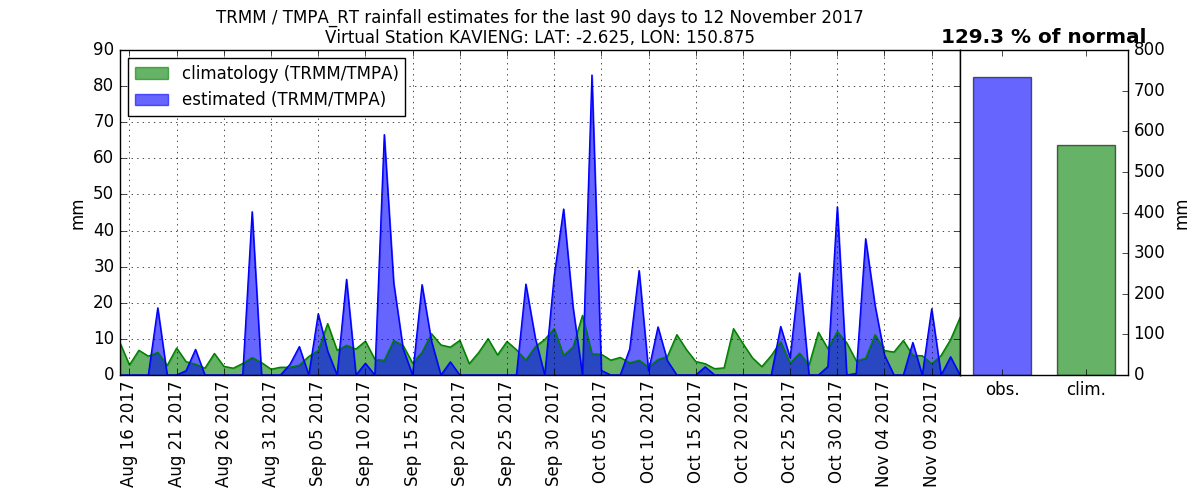 TRMM / TMPA_RT rainfall estimates for the last 90 days to 12 November 2017
Virtual Station KAVIENG: LAT: -2.625, LON: 150.875
129.3 % of normal
climatology (TRMM/TMPA)
estimated (TRMM/TMPA)
mm
90
80
70
60
50
40
30
20
10
0
Aug 16 2017
Aug 21 2017
Aug 26 2017
Aug 31 2017
Sep 05 2017
Sep 10 2017
Sep 15 2017
Sep 20 2017
Sep 25 2017
Sep 30 2017
Oct 05 2017
Oct 10 2017
Oct 15 2017
Oct 20 2017
Oct 25 2017
Oct 30 2017
Nov 04 2017
Nov 09 2017
obs.
clim.
800
700
600
500
400
300
200
100
0
mm